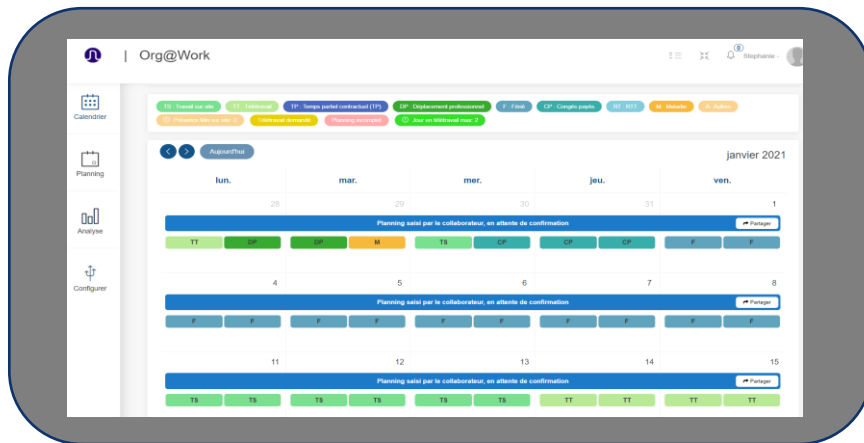 | Org@Work
Stephanie -
TS : Travail sur site TT : Télétravail TP : Temps partiel contractuel (TP) DP : Déplacement professionnel F : Férié CP : Congés payés RT : RTT M : Maladie A : Autres
Présence min sur site: 2 Télétravail demandé Planning incomplet Jour en télétravail max: 2
Calendrier
Planning
Analyse
Configurer
Aujourd'hui
janvier 2021
lun. mar. mer. jeu. ven.
28 29 30 31 1
Planning saisi par le collaborateur, en attente de confirmation Partager
TT DP DP M TS CP CP CP F F
4 5 6 7 8
Planning saisi par le collaborateur, en attente de confirmation Partager
F F F F F F F F F F
11 12 13 14 15
Planning saisi par le collaborateur, en attente de confirmation Partager
TS TS TS TS TS TS TT TT TT TT